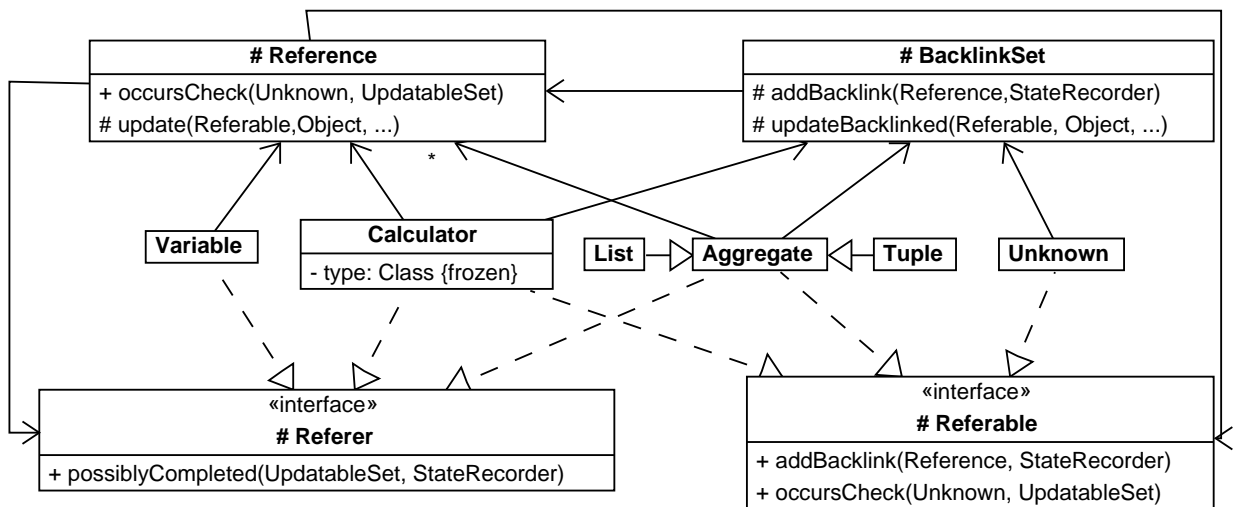 # Reference
+ occursCheck(Unknown, UpdatableSet)
# update(Referable,Object, ...)
# BacklinkSet
# addBacklink(Reference,StateRecorder)
# updateBacklinked(Referable, Object, ...)
*
Variable
Calculator
- type: Class {frozen}
List
Aggregate
Tuple
Unknown
«interface»
# Referer
+ possiblyCompleted(UpdatableSet, StateRecorder)
«interface»
# Referable
+ addBacklink(Reference, StateRecorder)
+ occursCheck(Unknown, UpdatableSet)